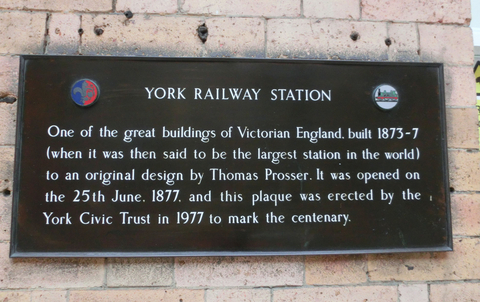 YORK RAILWAY STATION
One of the great buildings of Victorian England, built 1873-7
(when it was then said to be the largest station in the world)
to an original design by Thomas Prosser. It was opened on
the 25th June, 1877, and this plaque was erected by the
York Civic Trust in 1977 to mark the centenary.